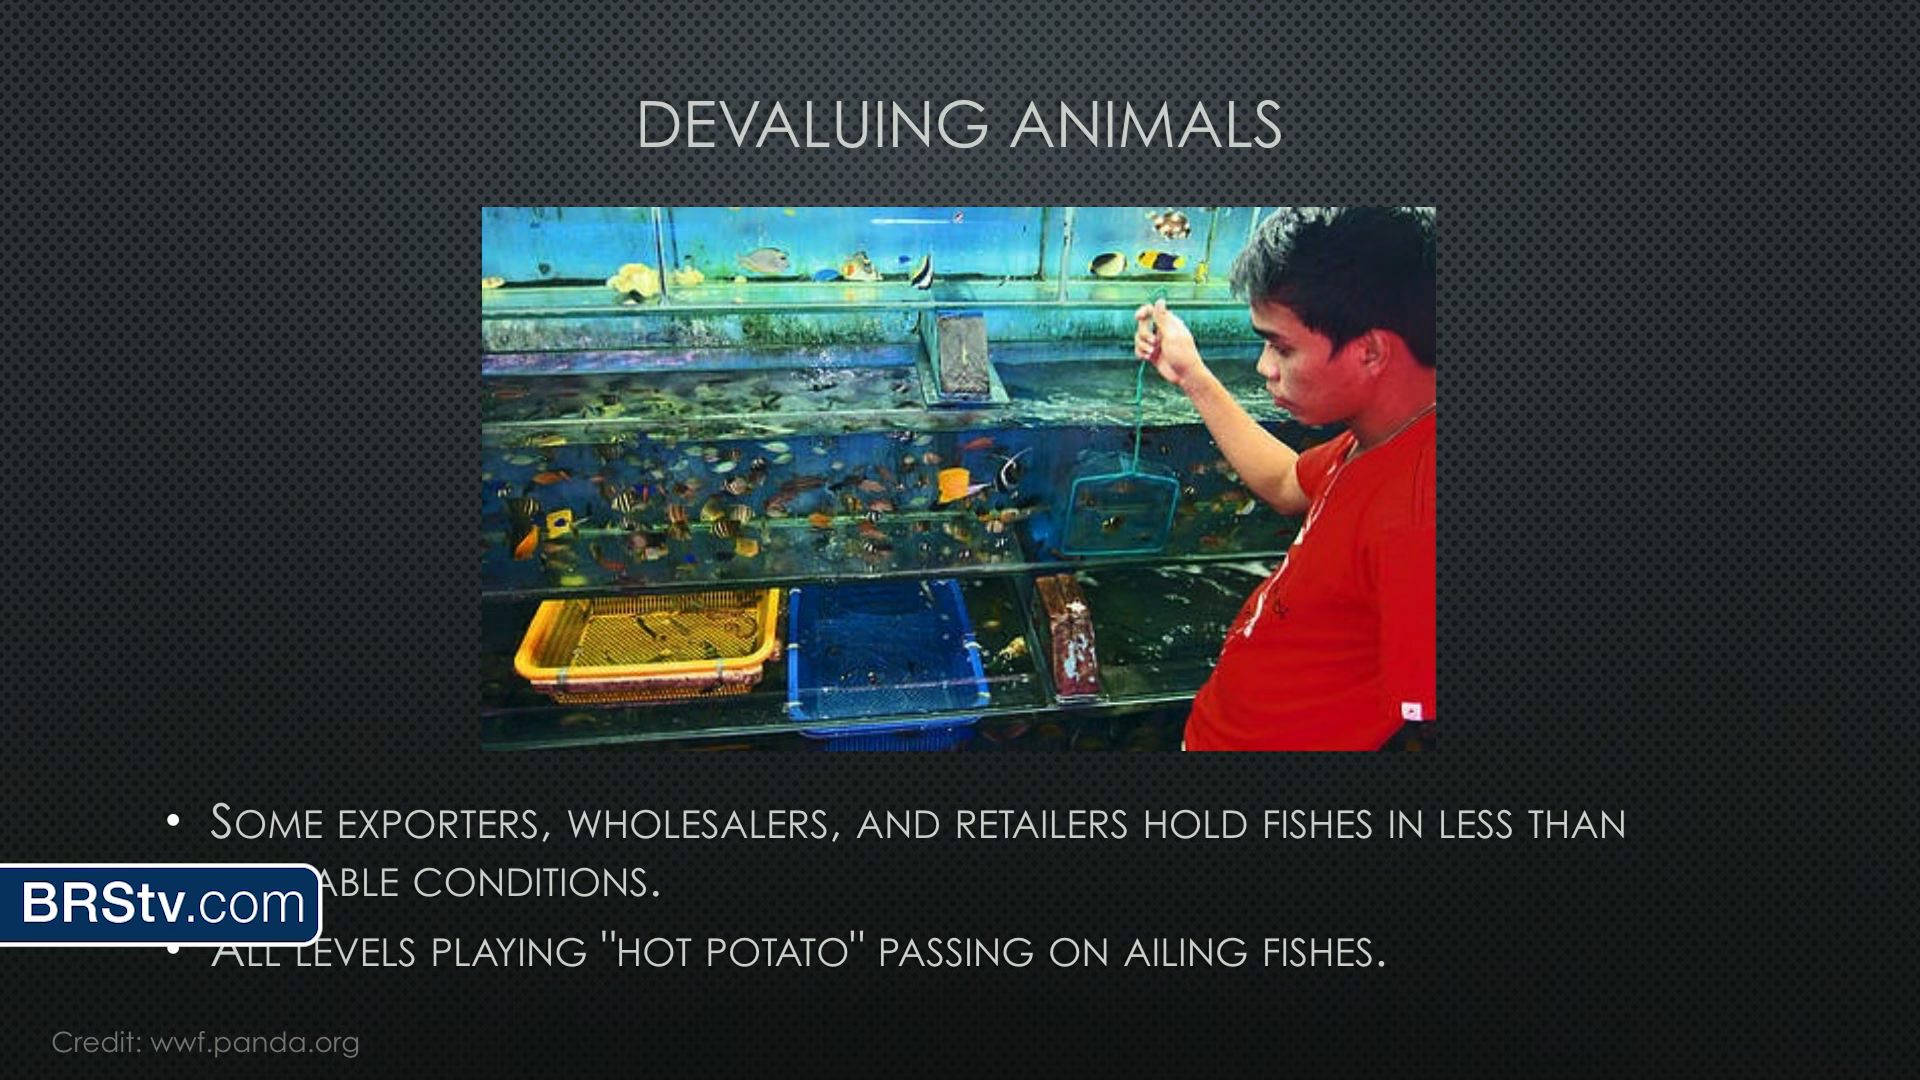 DEVALUING ANIMALS
• SOME EXPORTERS, WHOLESALERS, AND RETAILERS HOLD FISHES IN LESS THAN
CONDITIONS.
BRStv.com
• ALL LEVELS PLAYING "HOT POTATO" PASSING ON AILING FISHES.
Credit: wwf.panda.org